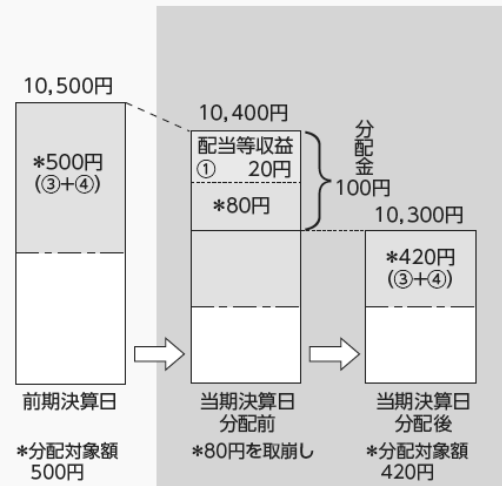 10,500円
*500円
(③+④)
前期決算日
*分配対象額
500円
10,400円
配当等収益
① 20円
*80円
分配金
100円
当期決算日
分配前
*80円を取崩し
10,300円
*420円
(③+④)
当期決算日
分配後
*分配対象額
420円